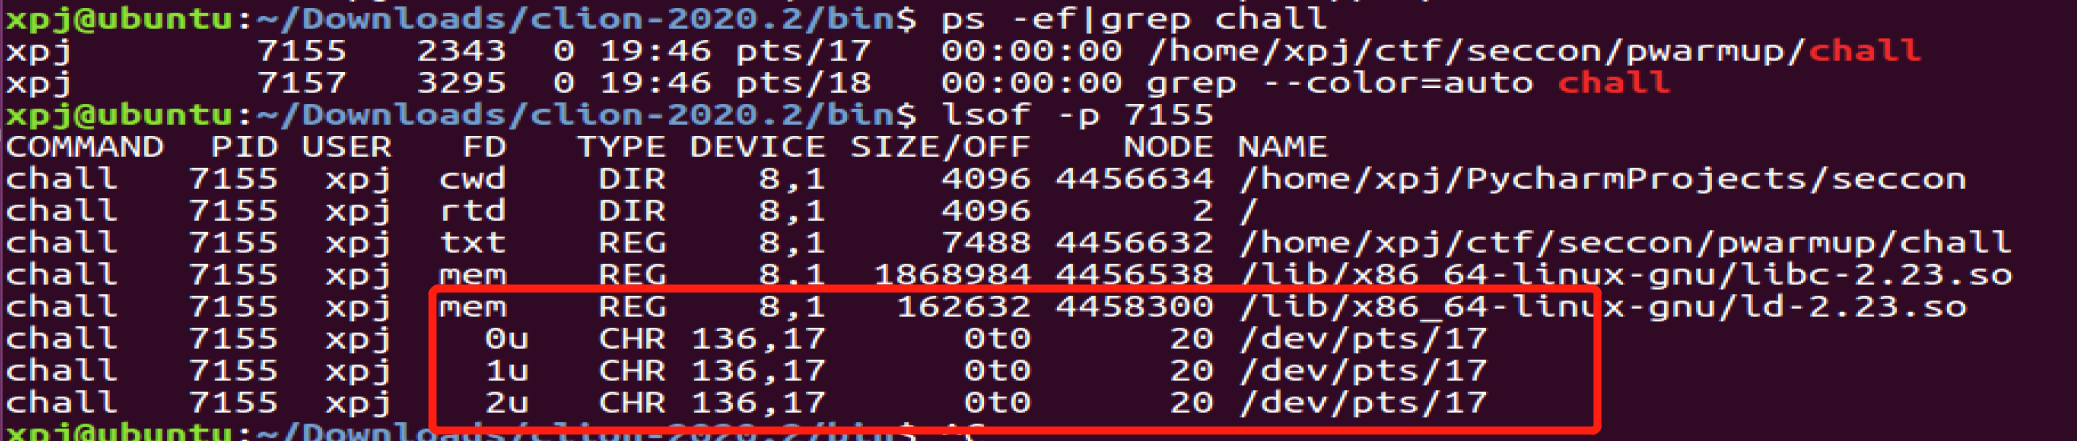 xpj@ubuntu:~/Downloads/clion-2020.2/bin$ ps -ef|grep chall
xpj 7155 2343 0 19:46 pts/17 00:00:00 /home/xpj/ctf/seccon/pwarmup/chall
xpj 7157 3295 0 19:46 pts/18 00:00:00 grep --color=auto chall
xpj@ubuntu:~/Downloads/clion-2020.2/bin$ lsof -p 7155
COMMAND PID USER FD TYPE DEVICE SIZE/OFF NODE NAME
chall 7155 xpj cwd DIR 8,1 4096 4456634 /home/xpj/PycharmProjects/seccon
chall 7155 xpj rtd DIR 8,1 4096 2 /
chall 7155 xpj txt REG 8,1 7488 4456632 /home/xpj/ctf/seccon/pwarmup/chall
chall 7155 xpj mem REG 8,1 1868984 4456538 /lib/x86_64-linux-gnu/libc-2.23.so
chall 7155 xpj mem REG 8,1 162632 4458300 /lib/x86_64-linux-gnu/ld-2.23.so
chall 7155 xpj 0u CHR 136,17 0t0 20 /dev/pts/17
chall 7155 xpj 1u CHR 136,17 0t0 20 /dev/pts/17
chall 7155 xpj 2u CHR 136,17 0t0 20 /dev/pts/17
xpj@ubuntu:~/Downloads/clion-2020.2/bin$ ^C